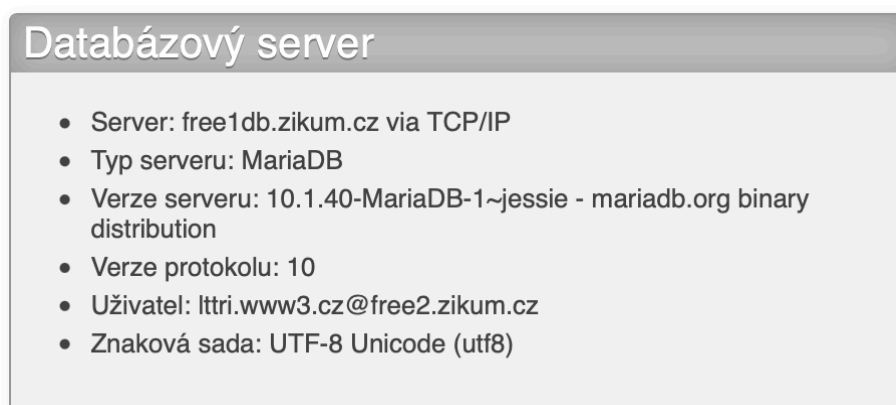 Databázový server
Server: free1db.zikum.cz via TCP/IP
Typ serveru: MariaDB
Verze serveru: 10.1.40-MariaDB-1~jessie - mariadb.org binary
distribution
Verze protokolu: 10
Uživatel: lttri.www3.cz@free2.zikum.cz
Znaková sada: UTF-8 Unicode (utf8)